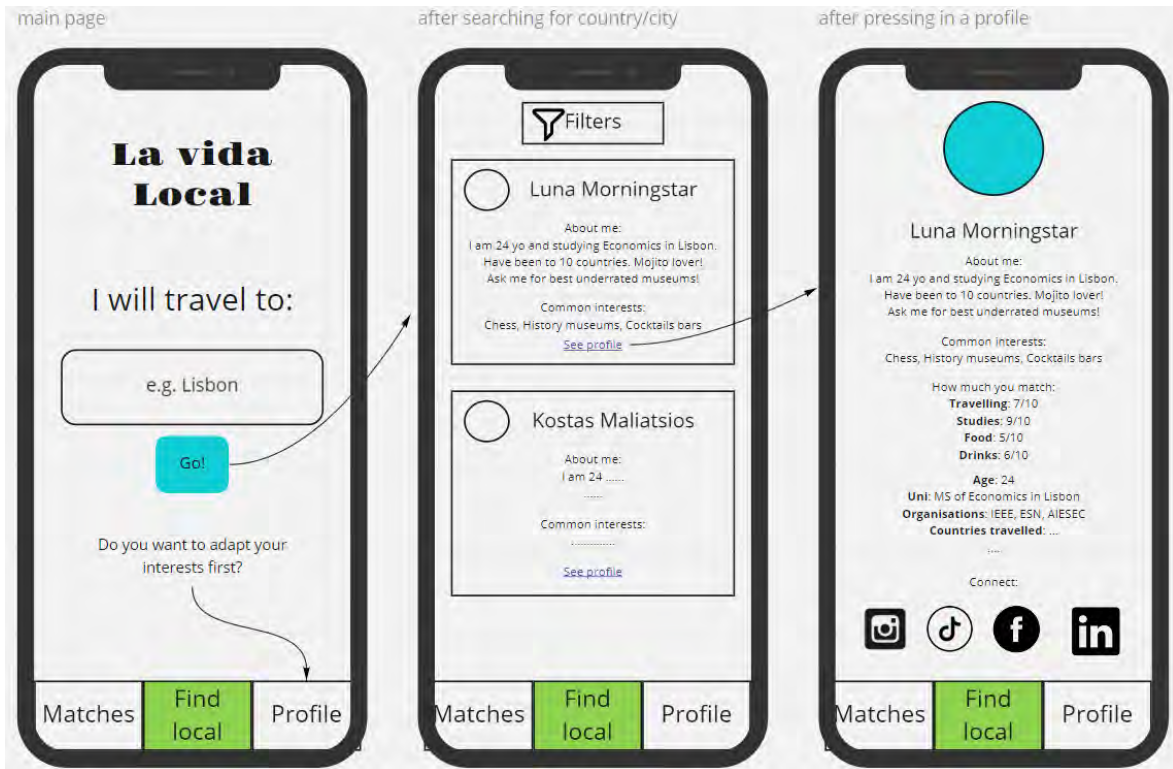 main page
La vida
Local
I will travel to:
e.g. Lisbon
Go!
Do you want to adapt your
interests first?
Matches
Find
local
Profile
after searching for country/city
Filters
Luna Morningstar
About me:
I am 24 yo and studying Economics in Lisbon.
Have been to 10 countries. Mojito lover!
Ask me for best underrated museums!
Common interests:
Chess, History museums, Cocktails bars
See profile
Kostas Maliatsios
About me:
I am 24 ......
......
Common interests:
.............
See profile
Matches
Find
local
Profile
after pressing in a profile
Luna Morningstar
About me:
I am 24 yo and studying Economics in Lisbon.
Have been to 10 countries. Mojito lover!
Ask me for best underrated museums!
Common interests:
Chess, History museums, Cocktails bars
How much you match:
Travelling: 7/10
Studies: 9/10
Food: 5/10
Drinks: 6/10
Age: 24
Uni: MS of Economics in Lisbon
Organisations: IEEE, ESN, AIESEC
Countries travelled: ...
....
Connect:
f
in
Matches
Find
local
Profile